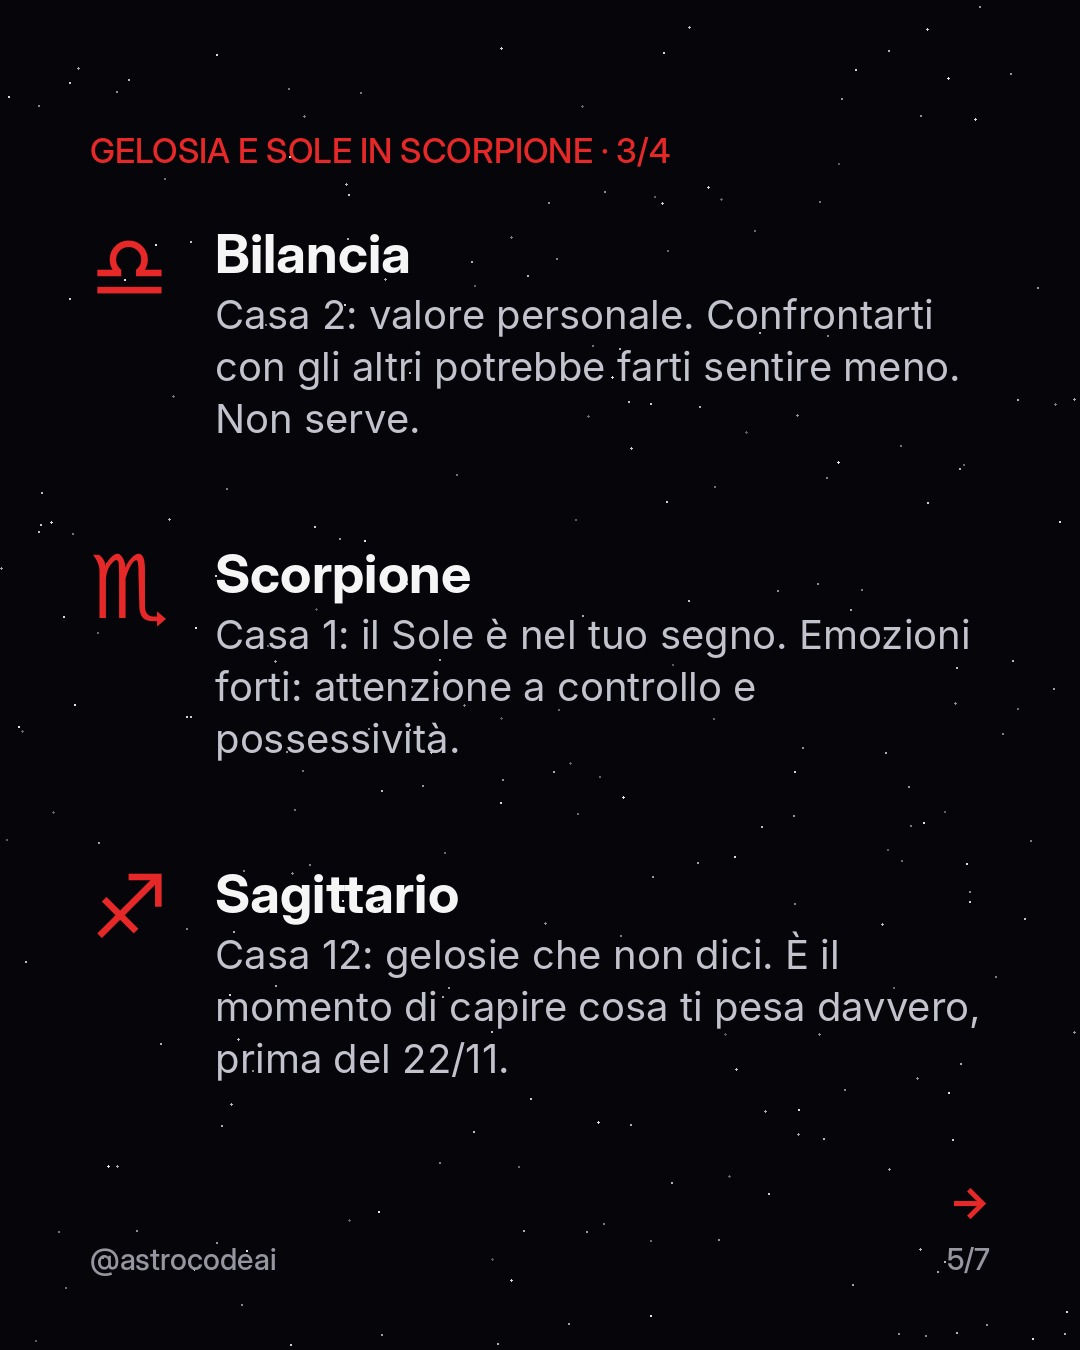 GELOSIA E SOLE IN SCORPIONE · 3/4
♎ Bilancia
Casa 2: valore personale. Confrontarti
con gli altri potrebbe farti sentire meno.
Non serve.
♏ Scorpione
Casa 1: il Sole è nel tuo segno. Emozioni
forti: attenzione a controllo e
possessività.
♐ Sagittario
Casa 12: gelosie che non dici. È il
momento di capire cosa ti pesa davvero,
prima del 22/11.
→
@astrocodeai
5/7